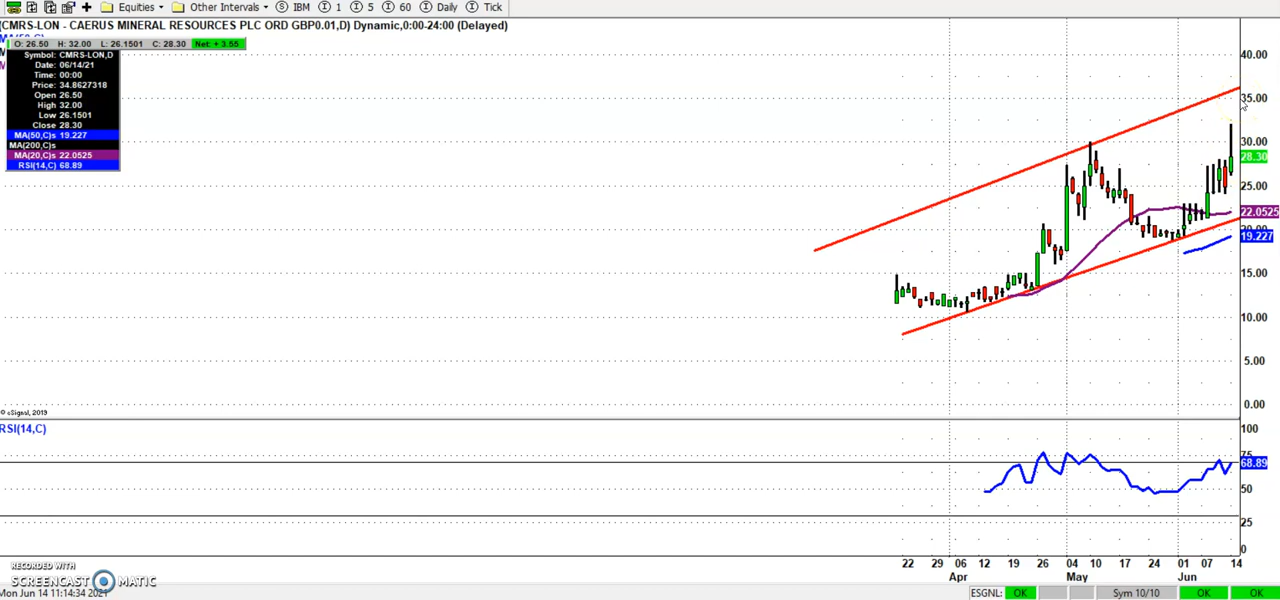 Equities Other Intervals IBM 1 5 60 Daily Tick
(CMRS-LON - CAERUS MINERAL RESOURCES PLC ORD GBP0.01,D) Dynamic,0:00-24:00 (Delayed)
O: 26.50 H: 32.00 L: 26.1501 C: 28.30 Net: + 3.55
Symbol: CMRS-LON,D
Date: 06/14/21
Time: 00:00
Price: 34.8627318
Open 26.50
High 32.00
Low 26.1501
Close 28.30
MA(50,C)s 19.227
MA(200,C)s
MA(20,C)s 22.0525
RSI(14,C) 68.89
40.00
35.00
28.30
25.00
22.0525
20.00
19.227
15.00
10.00
5.00
0.00
© eSignal, 2019
RSI(14,C)
100
75
68.89
50
25
0
22 29 06 12 19 26 04 10 17 24 01 07 14
Apr May Jun
RECORDED WITH
SCREENCAST MATIC
Mon Jun 14 11:14:34 2021
ESGNL: OK Sym 10/10 OK OK